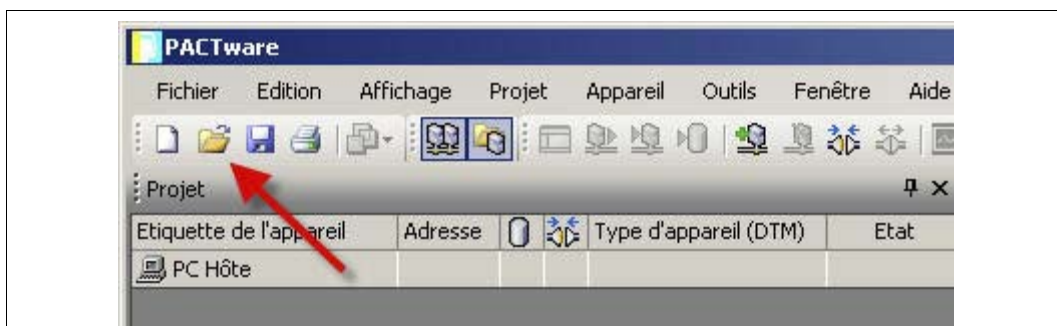 PACTware
Fichier Edition Affichage Projet Appareil Outils Fenêtre Aide
Projet
Etiquette de l'appareil Adresse Type d'appareil (DTM) Etat
PC Hôte